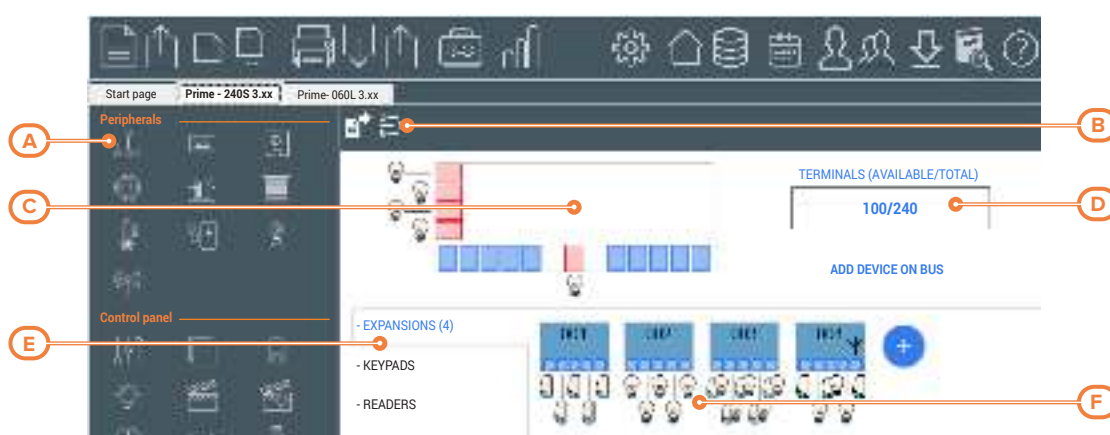 Start page
Prime - 240S 3.xx
Prime- 060L 3.xx
Peripherals
A
B
TERMINALS (AVAILABLE/TOTAL)
C
100/240
D
ADD DEVICE ON BUS
Control panel
- EXPANSIONS (4)
E
+
- KEYPADS
- READERS
F